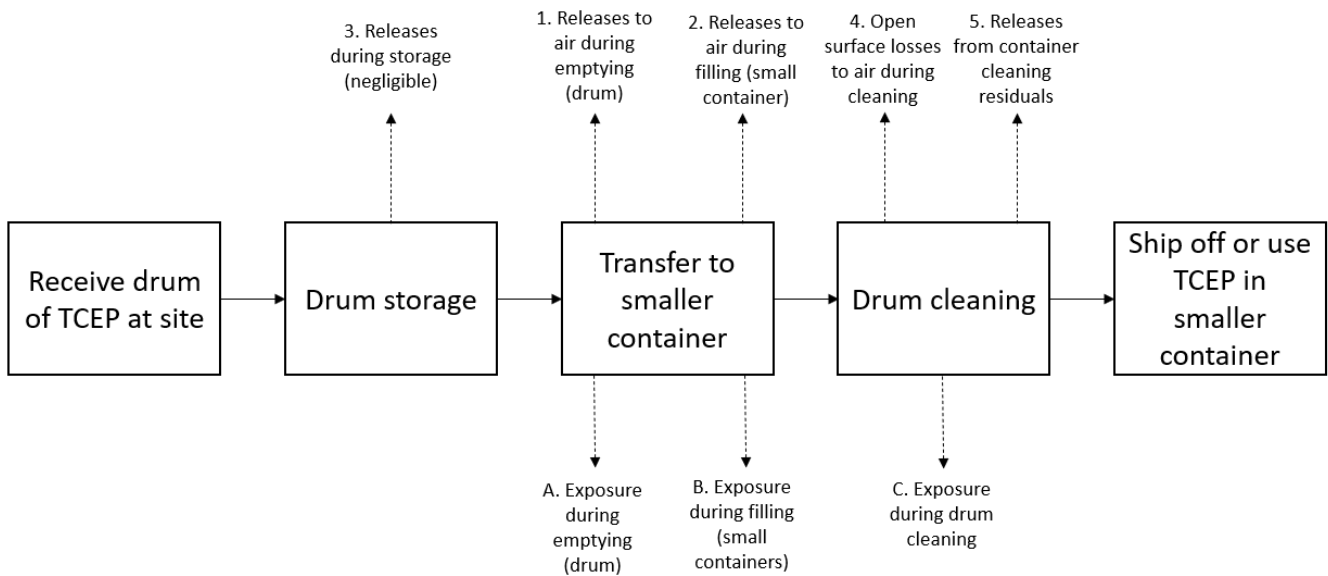 3. Releases
during storage
(negligible)
1. Releases to
air during
emptying
(drum)
2. Releases to
air during
filling (small
container)
4. Open
surface losses
to air during
cleaning
5. Releases
from container
cleaning
residuals
Receive drum
of TCEP at site
Drum storage
Transfer to
smaller
container
Drum cleaning
Ship off or use
TCEP in
smaller
container
A. Exposure
during
emptying
(drum)
B. Exposure
during filling
(small
containers)
C. Exposure
during drum
cleaning